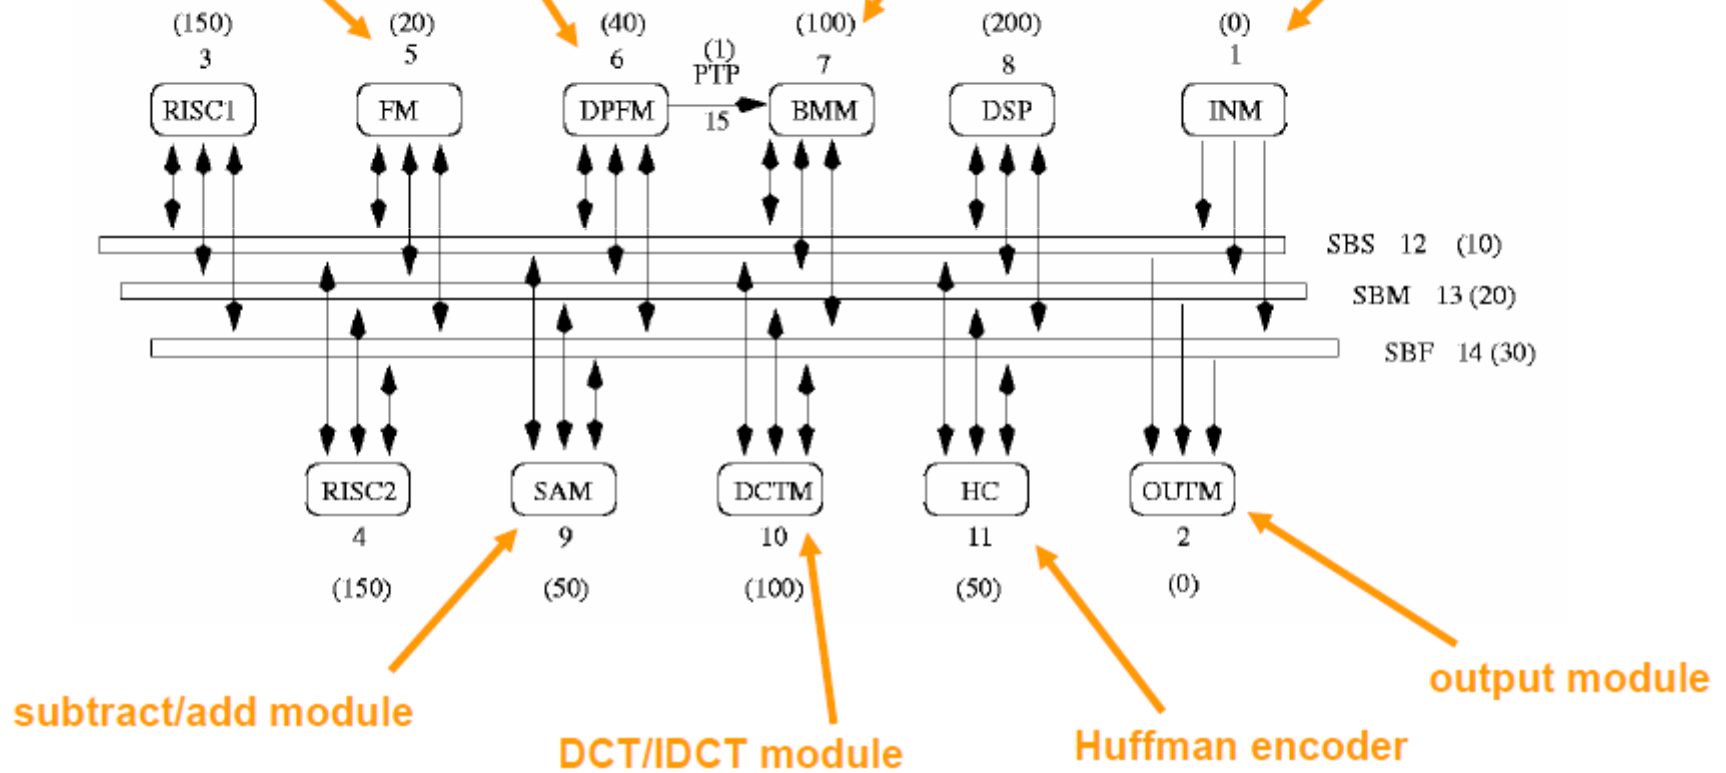 (150) (20) (40) (100) (200) (0)
3 5 6 (1) 7 8 1
PTP
RISC1 FM DPFM 15 BMM DSP INM
SBS 12 (10)
SBM 13 (20)
SBF 14 (30)
RISC2 SAM DCTM HC OUTM
4 9 10 11 2
(150) (50) (100) (50) (0)
output module
subtract/add module
DCT/IDCT module
Huffman encoder